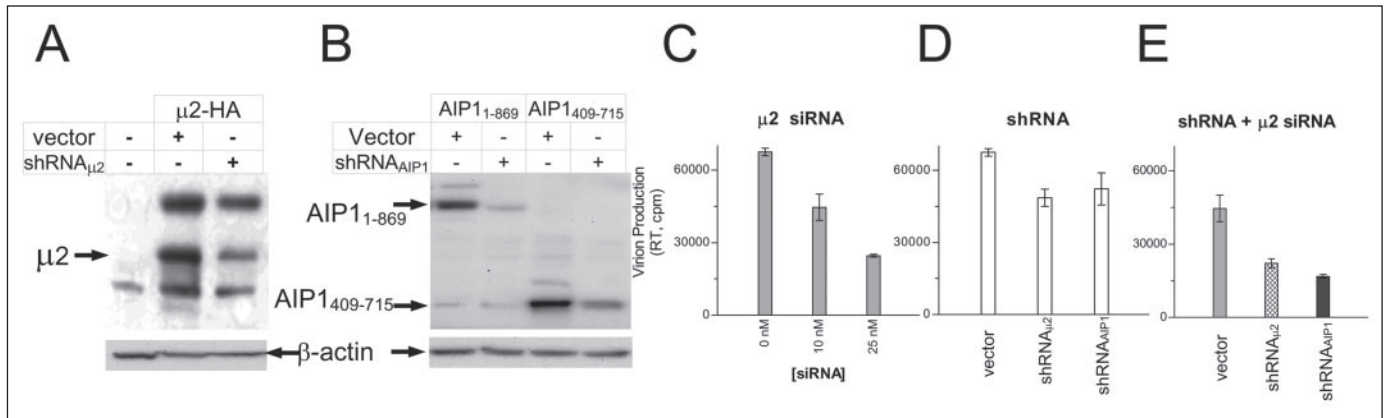 A
μ2-HA
vector - + -
shRNAμ2 - - +
μ2
B
AIP11-869 AIP1409-715
Vector + - + -
shRNAAIP1 - + - +
AIP11-869
AIP1409-715
β-actin
C
μ2 siRNA
Virion Production
(RT, cpm)
60000
30000
0
0 nM
10 nM
25 nM
[siRNA]
D
shRNA
60000
30000
0
vector
shRNAμ2
shRNAAIP1
E
shRNA + μ2 siRNA
60000
30000
0
vector
shRNAμ2
shRNAAIP1